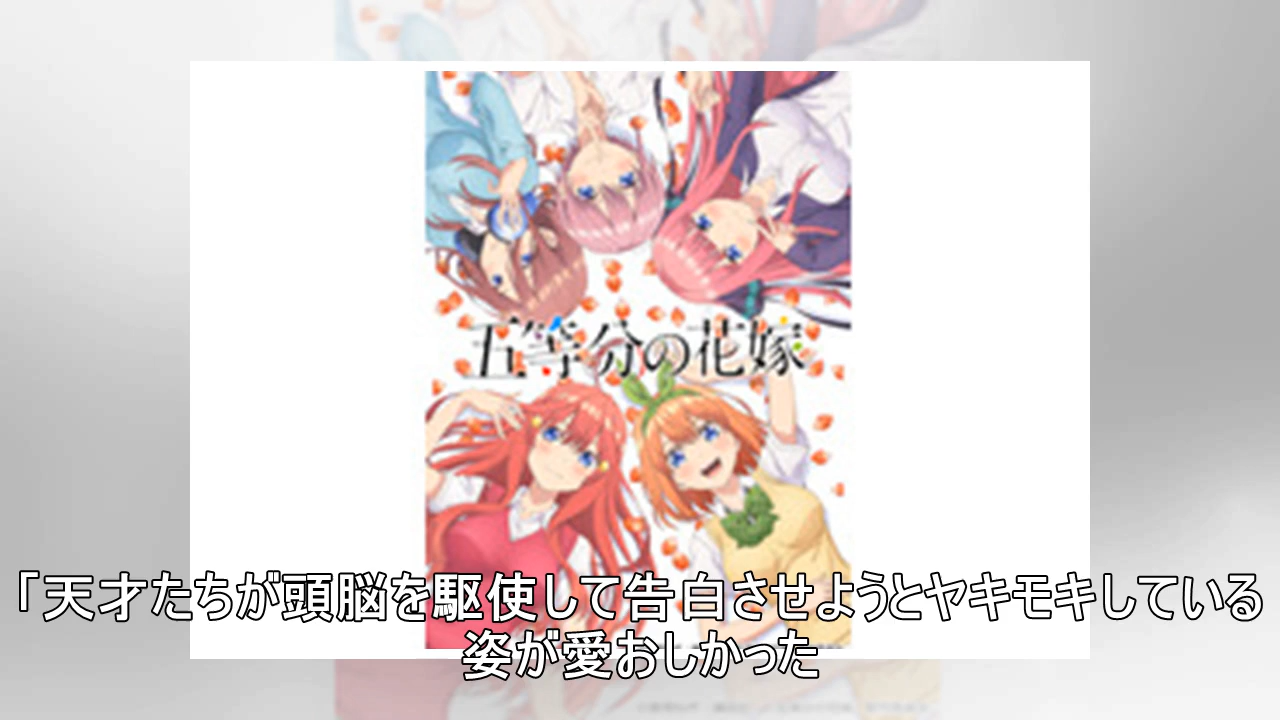 五等分の花嫁
「天才たちが頭脳を駆使して告白させようとヤキモキしている
姿が愛おしかった